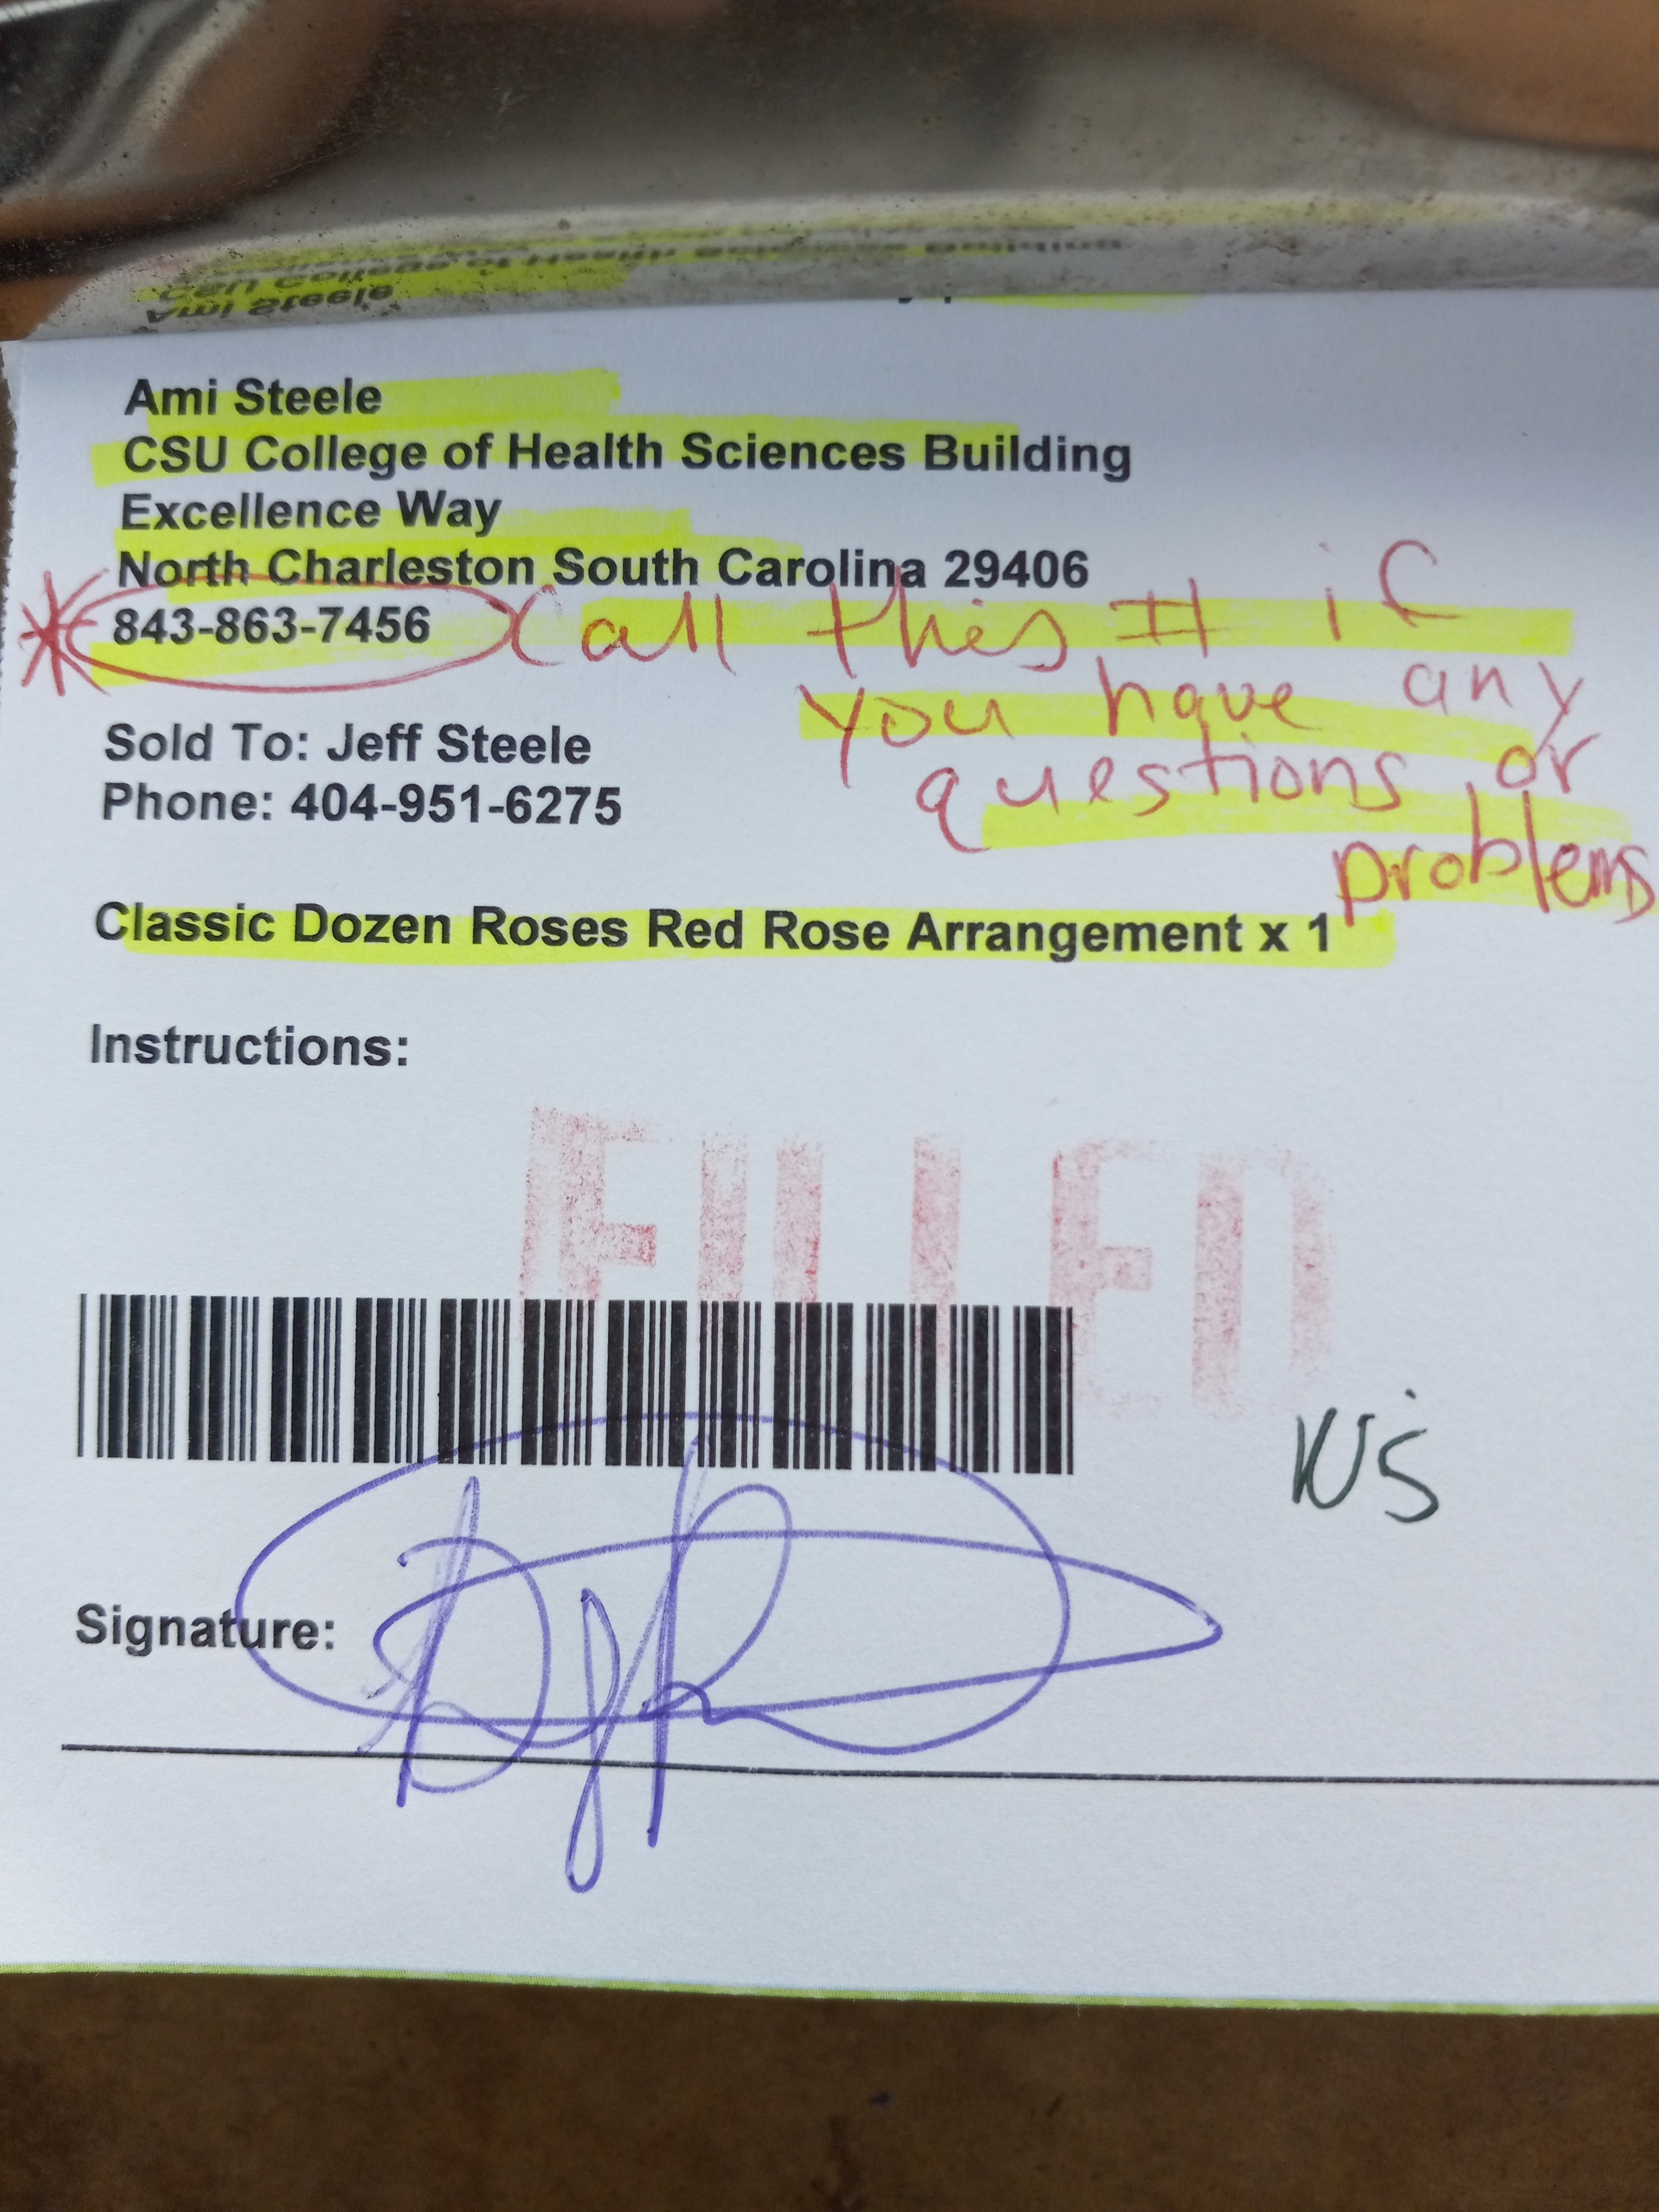 Ami Steele
CSU College of Health Sciences Building
Excellence Way
North Charleston South Carolina 29406
843-863-7456
Call this # if
you have any
questions or
problems
Sold To: Jeff Steele
Phone: 404-951-6275
Classic Dozen Roses Red Rose Arrangement x 1
Instructions:
FILLED
Signature: